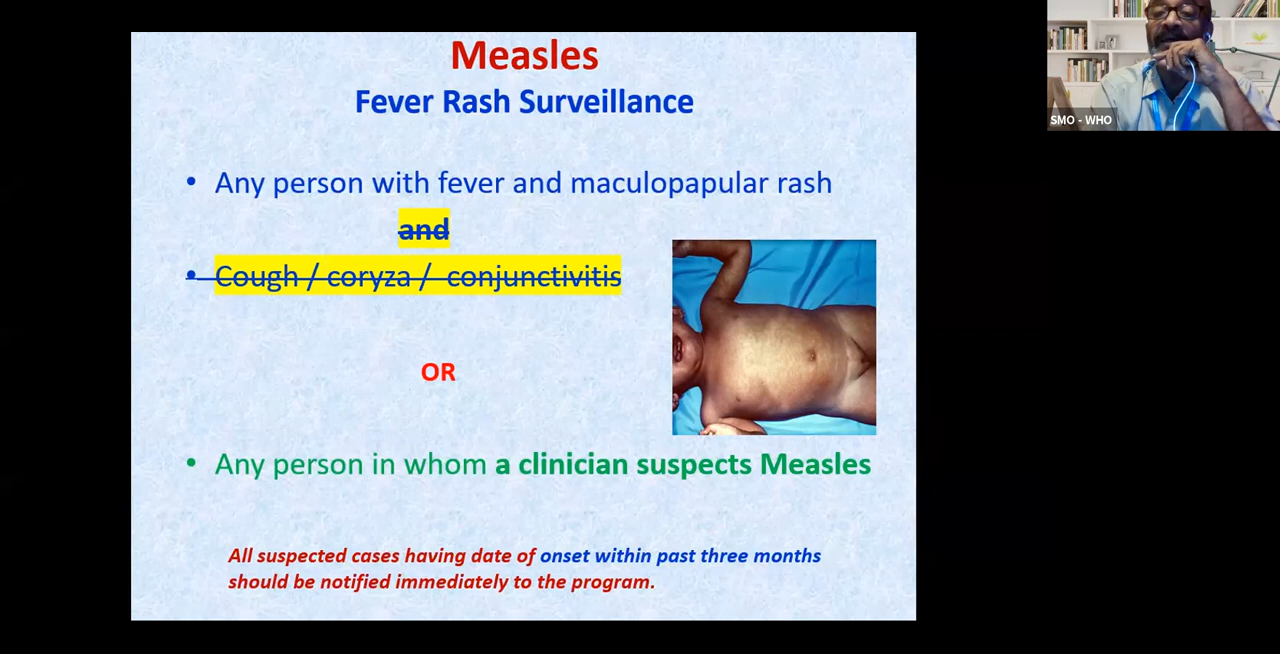 Measles
Fever Rash Surveillance
• Any person with fever and maculopapular rash
and
• Cough / coryza / conjunctivitis
OR
• Any person in whom a clinician suspects Measles
All suspected cases having date of onset within past three months
should be notified immediately to the program.
SMO - WHO